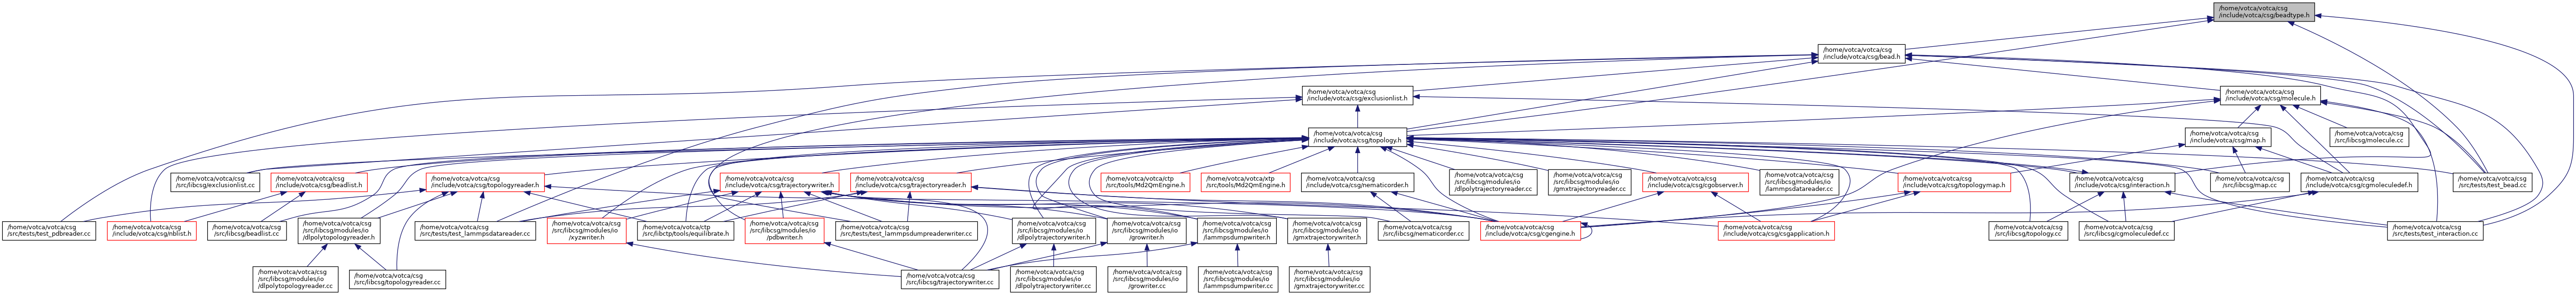 /home/votca/votca/csg
/include/votca/csg/beadtype.h
/home/votca/votca/csg
/include/votca/csg/bead.h
/home/votca/votca/csg
/include/votca/csg/exclusionlist.h
/home/votca/votca/csg
/include/votca/csg/molecule.h
/home/votca/votca/csg
/include/votca/csg/topology.h
/home/votca/votca/csg
/include/votca/csg/map.h
/home/votca/votca/csg
/src/libcsg/molecule.cc
/home/votca/votca/csg
/src/libcsg/exclusionlist.cc
/home/votca/votca/csg
/include/votca/csg/beadlist.h
/home/votca/votca/csg
/include/votca/csg/topologyreader.h
/home/votca/votca/csg
/include/votca/csg/trajectorywriter.h
/home/votca/votca/csg
/include/votca/csg/trajectoryreader.h
/home/votca/votca/ctp
/src/tools/Md2QmEngine.h
/home/votca/votca/xtp
/src/tools/Md2QmEngine.h
/home/votca/votca/csg
/include/votca/csg/nematicorder.h
/home/votca/votca/csg
/src/libcsg/modules/io
/dlpolytrajectoryreader.cc
/home/votca/votca/csg
/src/libcsg/modules/io
/gmxtrajectoryreader.cc
/home/votca/votca/csg
/include/votca/csg/cgobserver.h
/home/votca/votca/csg
/src/libcsg/modules/io
/lammpsdatareader.cc
/home/votca/votca/csg
/include/votca/csg/topologymap.h
/home/votca/votca/csg
/include/votca/csg/interaction.h
/home/votca/votca/csg
/src/libcsg/map.cc
/home/votca/votca/csg
/include/votca/csg/cgmoleculedef.h
/home/votca/votca/csg
/src/tests/test_bead.cc
/home/votca/votca/csg
/src/tests/test_pdbreader.cc
/home/votca/votca/csg
/include/votca/csg/nblist.h
/home/votca/votca/csg
/src/libcsg/beadlist.cc
/home/votca/votca/csg
/src/libcsg/modules/io
/dlpolytopologyreader.h
/home/votca/votca/csg
/src/tests/test_lammpsdatareader.cc
/home/votca/votca/csg
/src/libcsg/modules/io
/xyzwriter.h
/home/votca/votca/ctp
/src/libctp/tools/equilibrate.h
/home/votca/votca/csg
/src/libcsg/modules/io
/pdbwriter.h
/home/votca/votca/csg
/src/tests/test_lammpsdumpreaderwriter.cc
/home/votca/votca/csg
/src/libcsg/modules/io
/dlpolytrajectorywriter.h
/home/votca/votca/csg
/src/libcsg/modules/io
/growriter.h
/home/votca/votca/csg
/src/libcsg/modules/io
/lammpsdumpwriter.h
/home/votca/votca/csg
/src/libcsg/modules/io
/gmxtrajectorywriter.h
/home/votca/votca/csg
/src/libcsg/nematicorder.cc
/home/votca/votca/csg
/include/votca/csg/cgengine.h
/home/votca/votca/csg
/include/votca/csg/csgapplication.h
/home/votca/votca/csg
/src/libcsg/topology.cc
/home/votca/votca/csg
/src/libcsg/cgmoleculedef.cc
/home/votca/votca/csg
/src/tests/test_interaction.cc
/home/votca/votca/csg
/src/libcsg/modules/io
/dlpolytopologyreader.cc
/home/votca/votca/csg
/src/libcsg/topologyreader.cc
/home/votca/votca/csg
/src/libcsg/trajectorywriter.cc
/home/votca/votca/csg
/src/libcsg/modules/io
/dlpolytrajectorywriter.cc
/home/votca/votca/csg
/src/libcsg/modules/io
/growriter.cc
/home/votca/votca/csg
/src/libcsg/modules/io
/lammpsdumpwriter.cc
/home/votca/votca/csg
/src/libcsg/modules/io
/gmxtrajectorywriter.cc